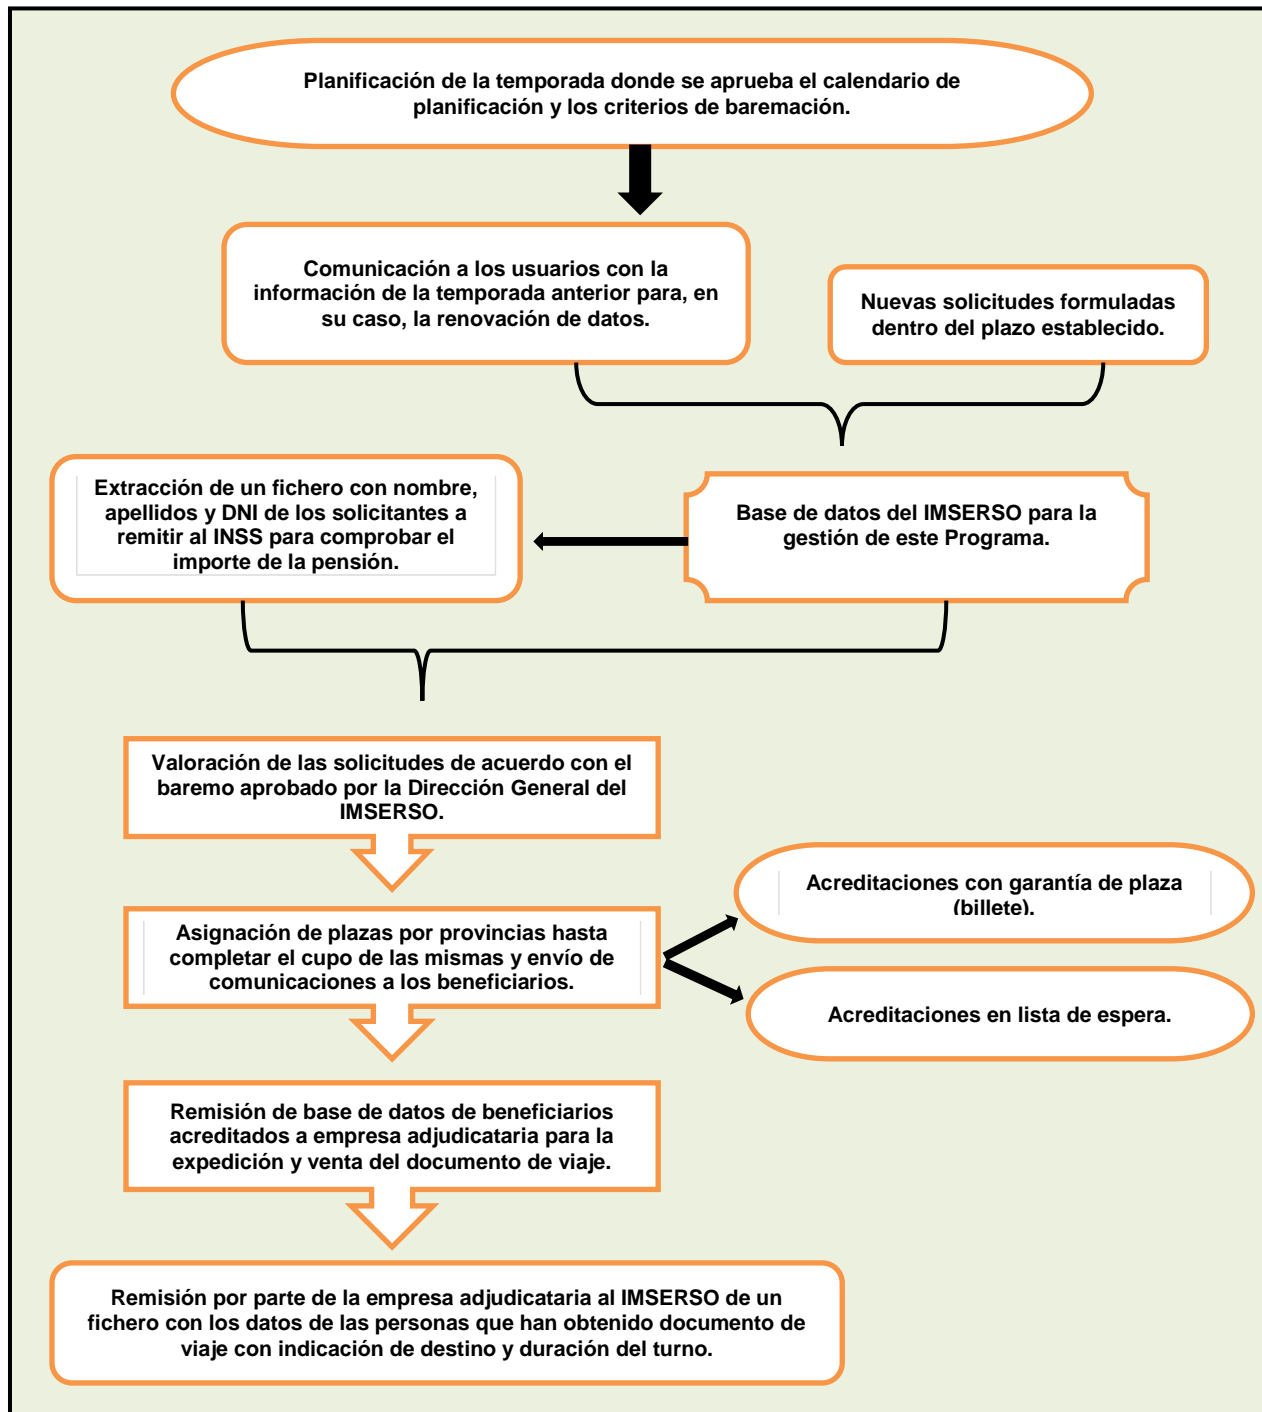 Planificación de la temporada donde se aprueba el calendario de
planificación y los criterios de baremación.
Comunicación a los usuarios con la
información de la temporada anterior para, en
su caso, la renovación de datos.
Nuevas solicitudes formuladas
dentro del plazo establecido.
Extracción de un fichero con nombre,
apellidos y DNI de los solicitantes a
remitir al INSS para comprobar el
importe de la pensión.
Base de datos del IMSERSO para la
gestión de este Programa.
Valoración de las solicitudes de acuerdo con el
baremo aprobado por la Dirección General del
IMSERSO.
Asignación de plazas por provincias hasta
completar el cupo de las mismas y envío de
comunicaciones a los beneficiarios.
Acreditaciones con garantía de plaza
(billete).
Acreditaciones en lista de espera.
Remisión de base de datos de beneficiarios
acreditados a empresa adjudicataria para la
expedición y venta del documento de viaje.
Remisión por parte de la empresa adjudicataria al IMSERSO de un
fichero con los datos de las personas que han obtenido documento de
viaje con indicación de destino y duración del turno.